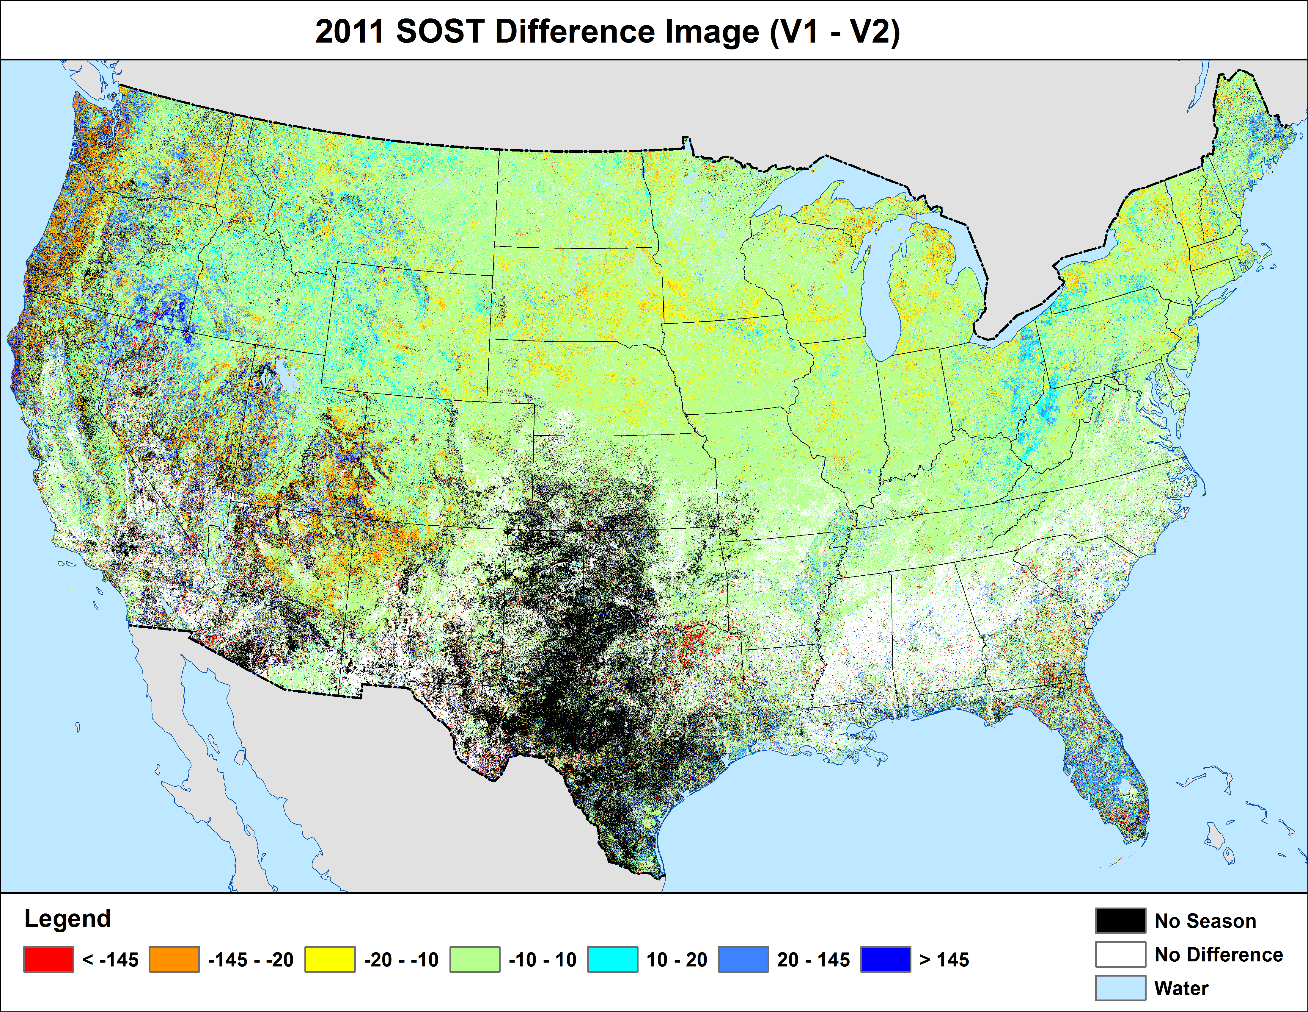 2011 SOST Difference Image (V1 - V2)
Legend
< -145
-145 - -20
-20 - -10
-10 - 10
10 - 20
20 - 145
> 145
No Season
No Difference
Water